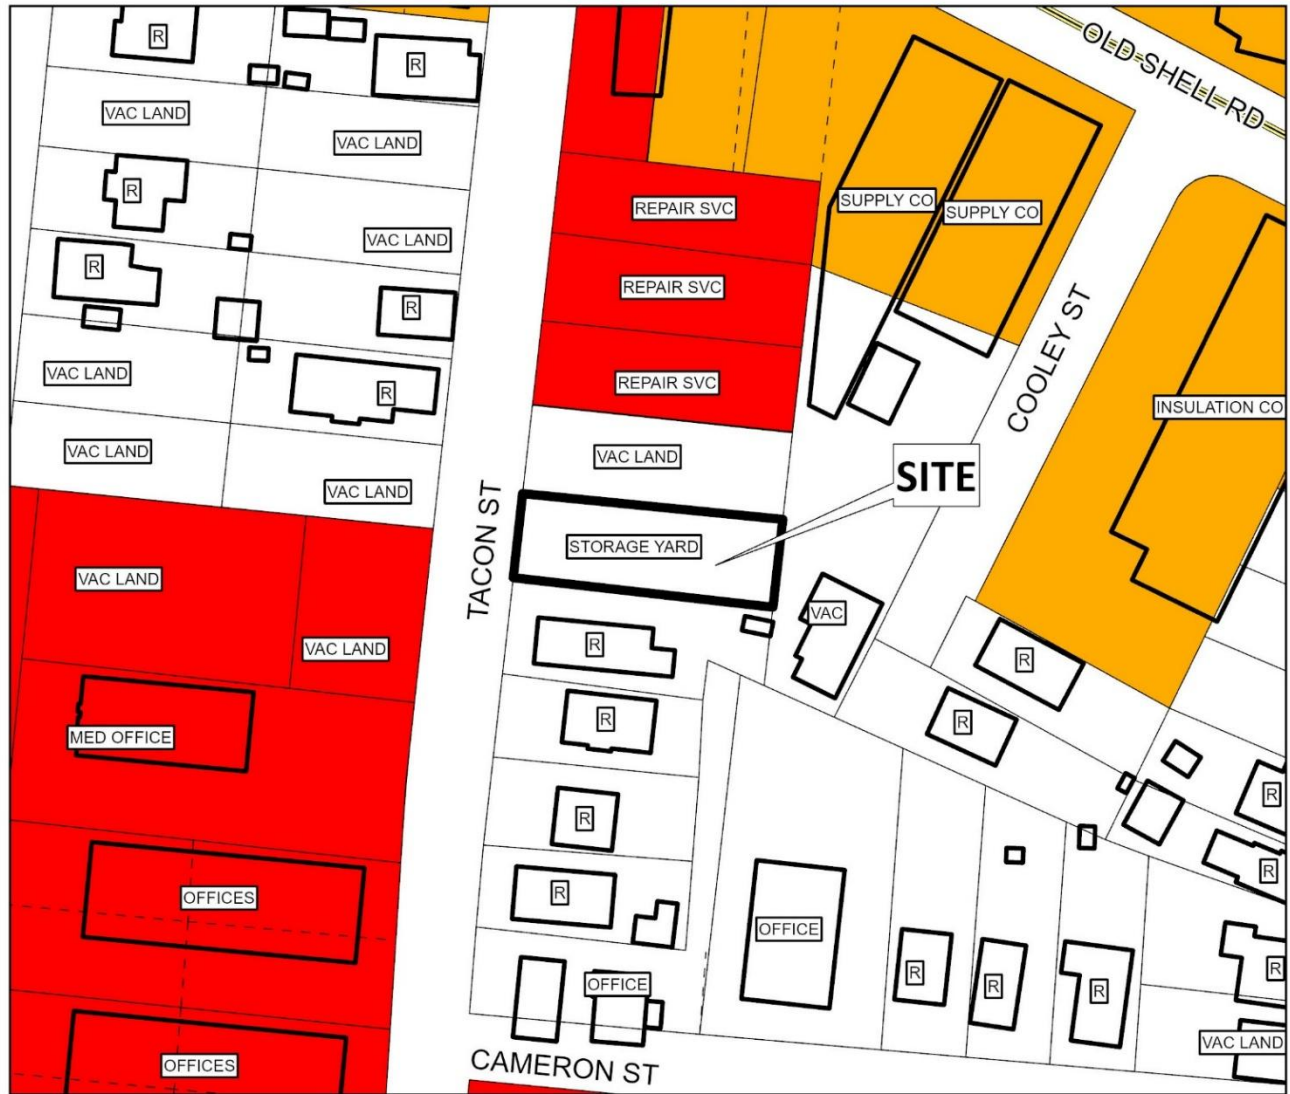 R
R
OLD SHELL RD
VAC LAND
VAC LAND
R
REPAIR SVC
SUPPLY CO
SUPPLY CO
VAC LAND
R
REPAIR SVC
R
COOLEY ST
VAC LAND
REPAIR SVC
R
INSULATION CO
VAC LAND
VAC LAND
SITE
VAC LAND
TACON ST
STORAGE YARD
VAC LAND
VAC
VAC LAND
R
R
R
R
MED OFFICE
R
R
R
R
OFFICES
R
OFFICE
R
R
R
R
OFFICE
VAC LAND
OFFICES
CAMERON ST